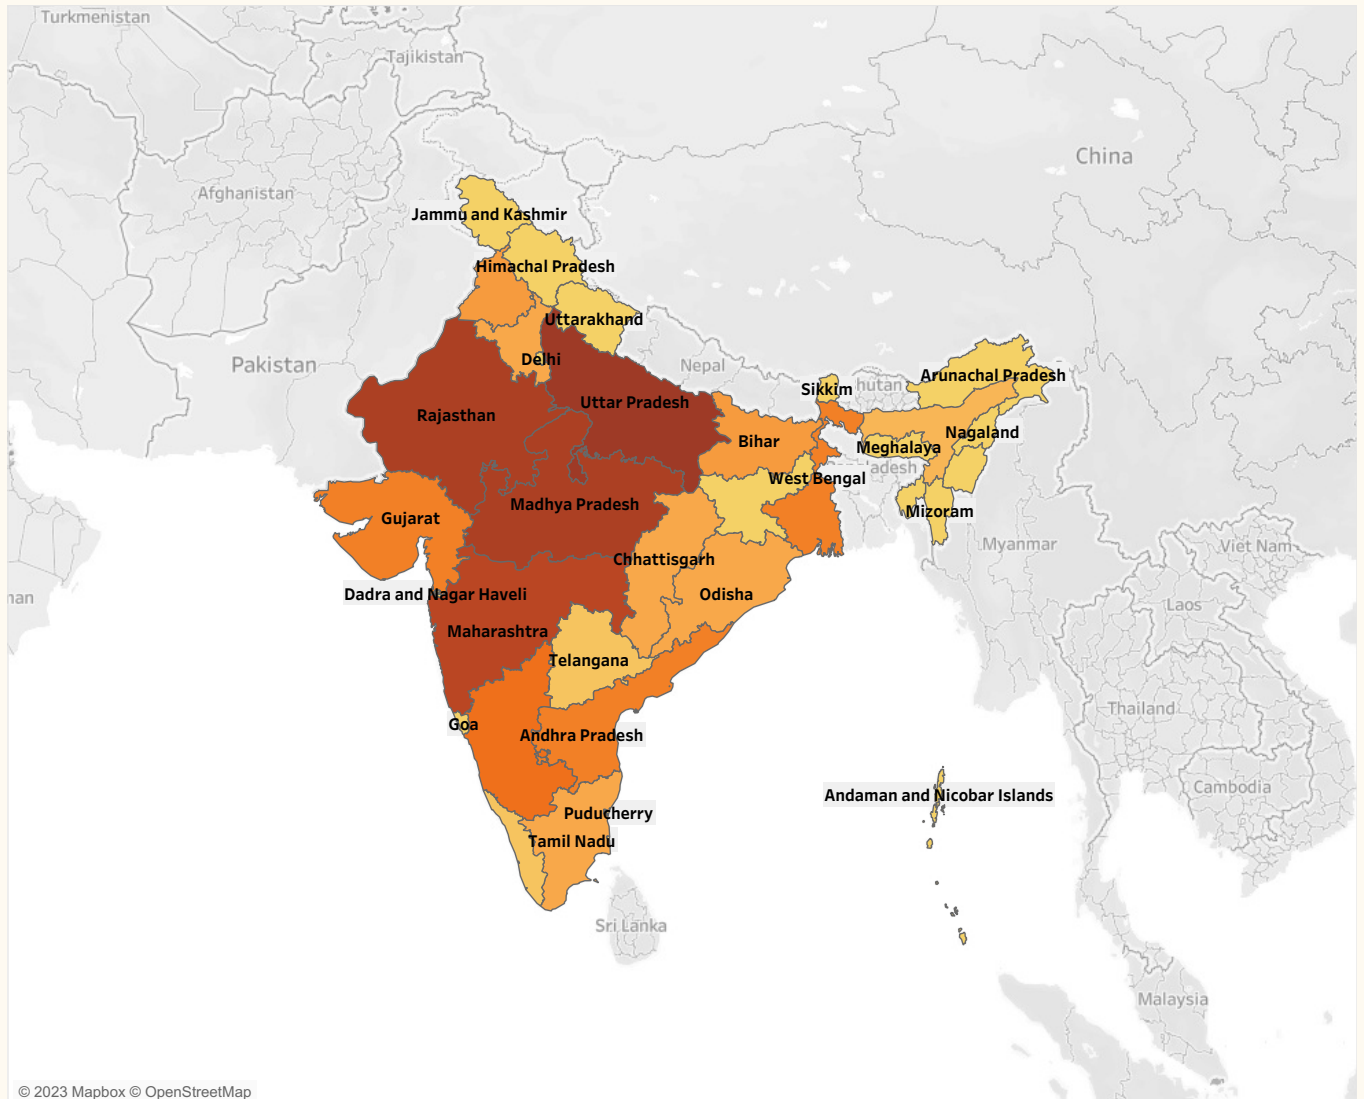 Turkmenistan
Tajikistan
China
Afghanistan
Jammu and Kashmir
Himachal Pradesh
Uttarakhand
Pakistan
Delhi
Nepal
Sikkim
hutan
Arunachal Pradesh
Rajasthan
Uttar Pradesh
Bihar
Nagaland
Meghalaya
adesh
West Bengal
Madhya Pradesh
Gujarat
Mizoram
Myanmar
Viet Nam
Chhattisgarh
Dadra and Nagar Haveli
Odisha
man
Laos
Maharashtra
Telangana
Thailand
Goa
Andhra Pradesh
Andaman and Nicobar Islands
Cambodia
Puducherry
Tamil Nadu
Sri Lanka
Malaysia
© 2023 Mapbox © OpenStreetMap